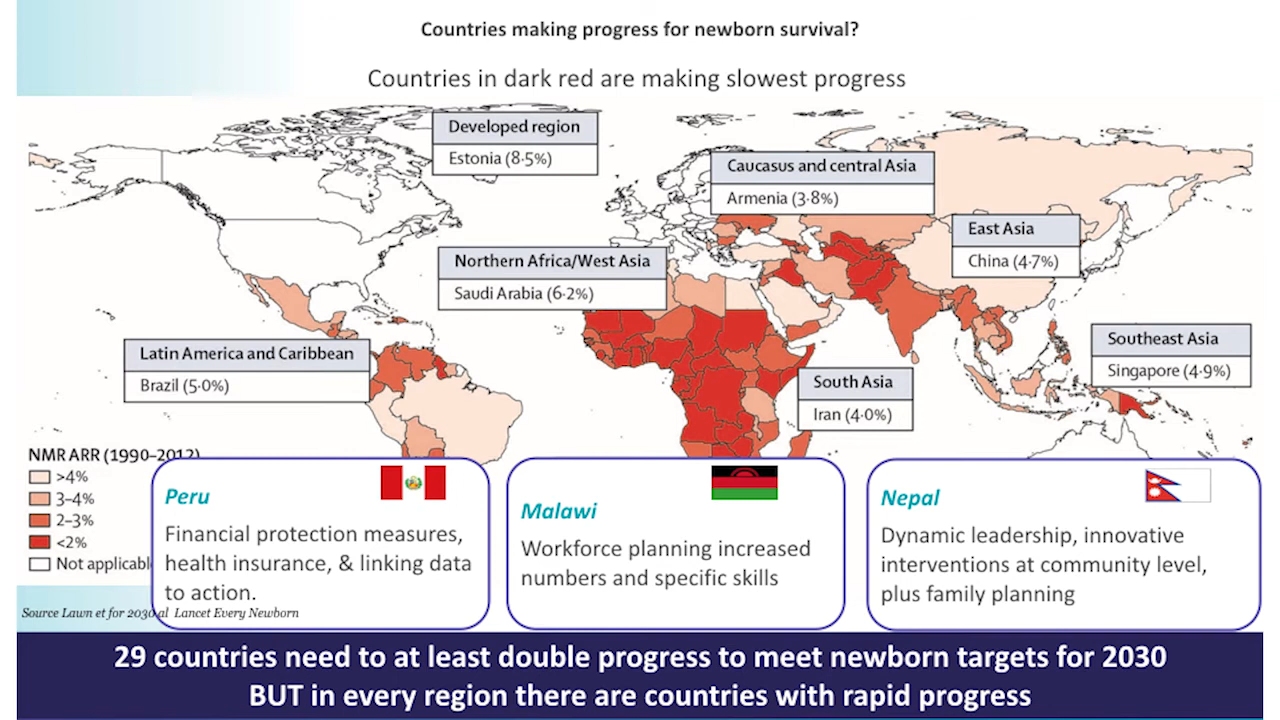 Countries making progress for newborn survival?
Countries in dark red are making slowest progress
Developed region
Estonia (8·5%)
Caucasus and central Asia
Armenia (3·8%)
East Asia
China (4·7%)
Northern Africa/West Asia
Saudi Arabia (6·2%)
Southeast Asia
Singapore (4·9%)
Latin America and Caribbean
Brazil (5·0%)
South Asia
Iran (4·0%)
NMR ARR (1990–2012)
>4%
3–4%
2–3%
<2%
Not applicable
Peru
Financial protection measures,
health insurance, & linking data
to action.
Malawi
Workforce planning increased
numbers and specific skills
Nepal
Dynamic leadership, innovative
interventions at community level,
plus family planning
Source Lawn et for 2030 al Lancet Every Newborn
29 countries need to at least double progress to meet newborn targets for 2030
BUT in every region there are countries with rapid progress